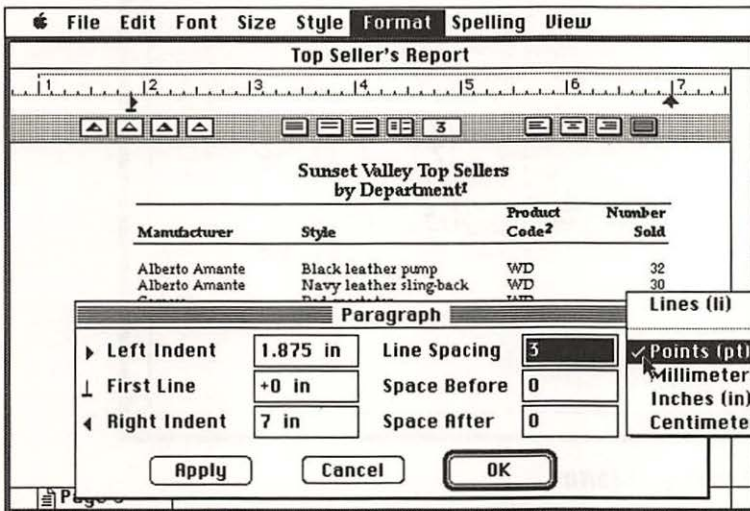 File Edit Font Size Style Format Spelling View
Top Seller's Report
1 2 3 4 5 6 7
3
Sunset Valley Top Sellers
by Department1
Manufacturer Style Product Code2 Number Sold
Alberto Amante Black leather pump WD 32
Alberto Amante Navy leather sling-back WD 30
Paragraph
Left Indent 1.875 in Line Spacing 3
First Line +0 in Space Before 0
Right Indent 7 in Space After 0
Lines (li)
Points (pt)
Millimeter
Inches (in)
Centimete
Apply Cancel OK